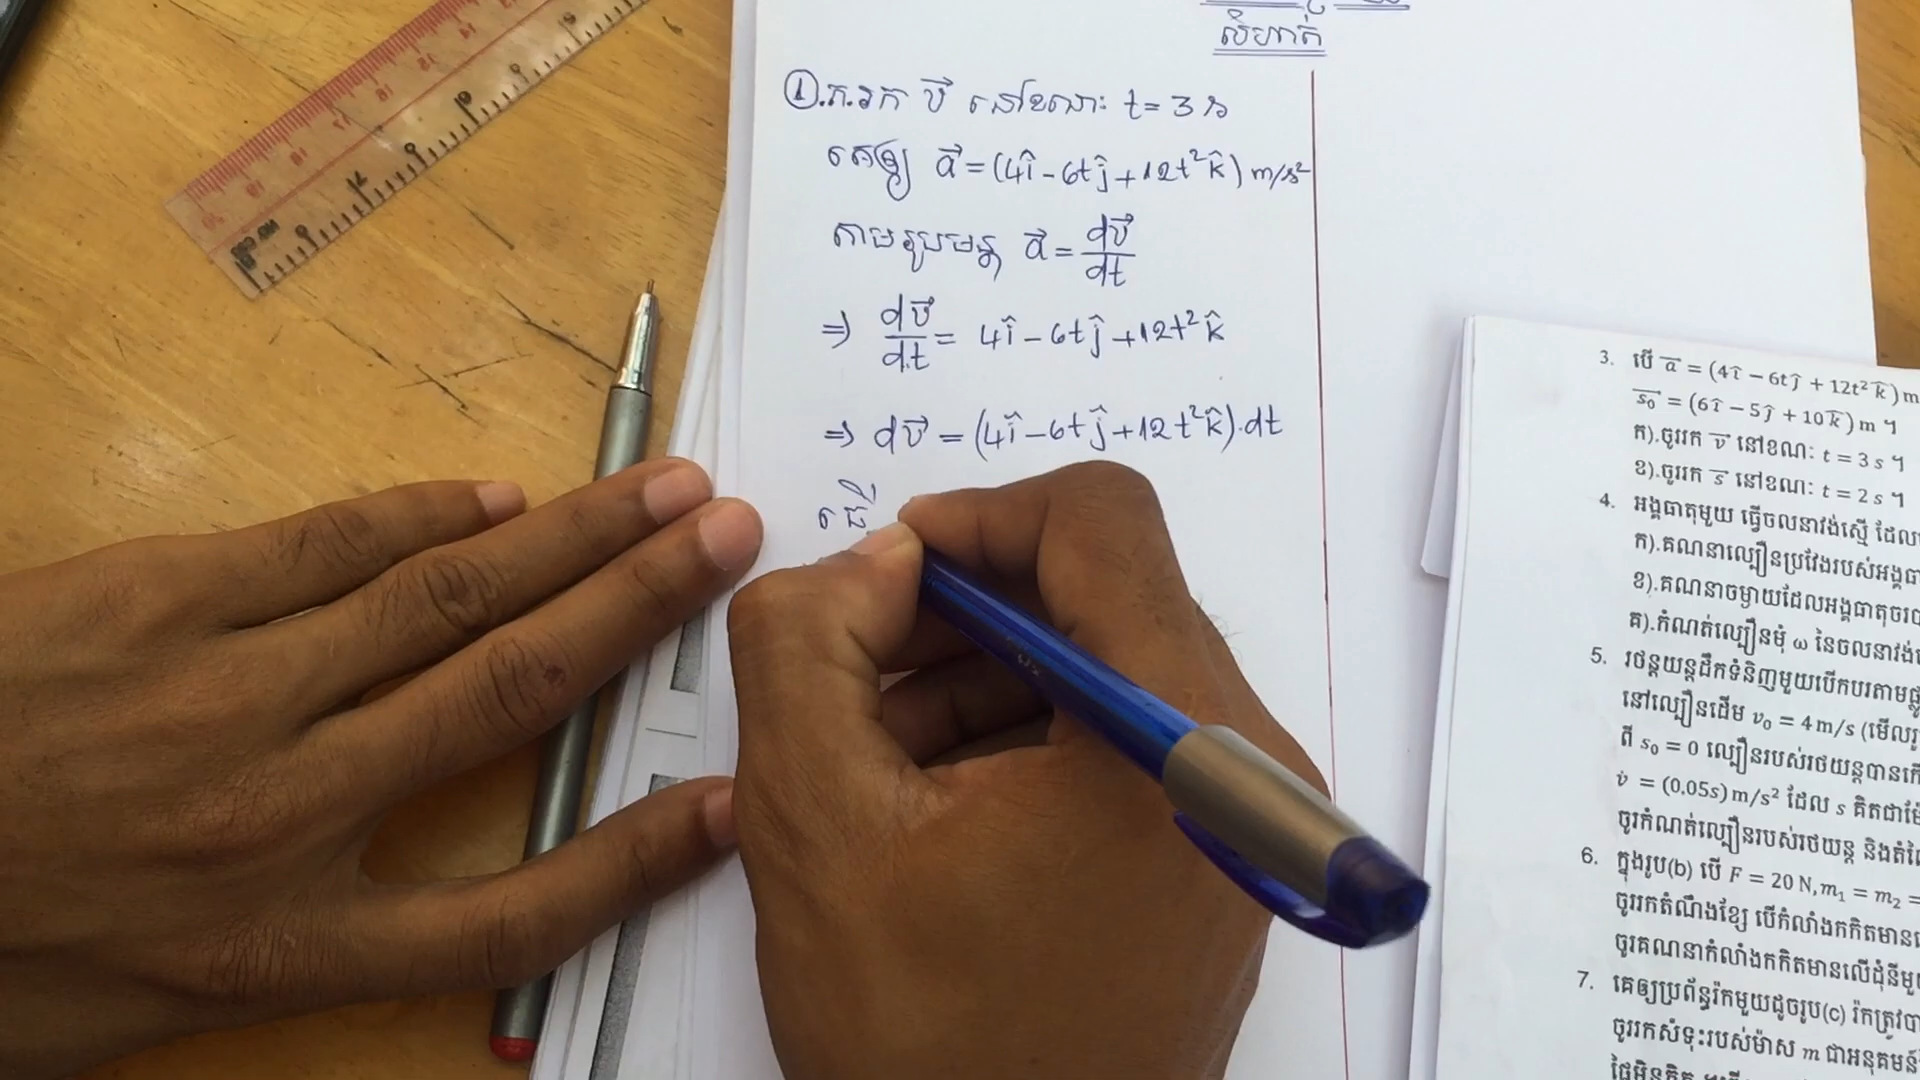 លំហាត់
①.ក.រក v⃗ នៅខណៈ t = 3 s
គេឲ្យ a⃗ = (4î - 6tĵ + 12t²k̂) m/s²
តាមរូបមន្ត a⃗ = dv⃗/dt
⇒ dv⃗/dt = 4î - 6tĵ + 12t²k̂
⇒ dv⃗ = (4î - 6tĵ + 12t²k̂).dt
3. បើ a⃗ = (4i⃗ − 6tj⃗ + 12t²k⃗) m
s₀⃗ = (6i⃗ − 5j⃗ + 10k⃗) m ។
ក).ចូររក v⃗ នៅខណៈ t = 3 s ។
ខ).ចូររក s⃗ នៅខណៈ t = 2 s ។
4. អង្គធាតុមួយ ធ្វើចលនាវង់ស្មើ ដែល
ក).គណនាល្បឿនប្រវែងរបស់អង្គធា
ខ).គណនាចម្ងាយដែលអង្គធាតុចរ
គ).កំណត់ល្បឿនមុំ ω នៃចលនាវង់
5. រថន្តយន្តដឹកទំនិញមួយបើកបរតាមផ្លូ
នៅល្បឿនដើម v₀ = 4 m/s (មើលរូ
ពី s₀ = 0 ល្បឿនរបស់រថយន្តបានកើ
v̇ = (0.05s) m/s² ដែល s គិតជាម៉ែ
ចូរកំណត់ល្បឿនរបស់រថយន្ត និងតំ
6. ក្នុងរូប(b) បើ F = 20 N, m₁ = m₂ =
ចូររកតំណឹងខ្សែ បើកំលាំងកកិតមាន
ចូរគណនាកំលាំងកកិតមានលើដុំនីមួ
7. គេឲ្យប្រព័ន្ធរ៉កមួយដូចរូប(c) រ៉កត្រូវបា
ចូររកសំទុះរបស់ម៉ាស m ជាអនុគមន៍